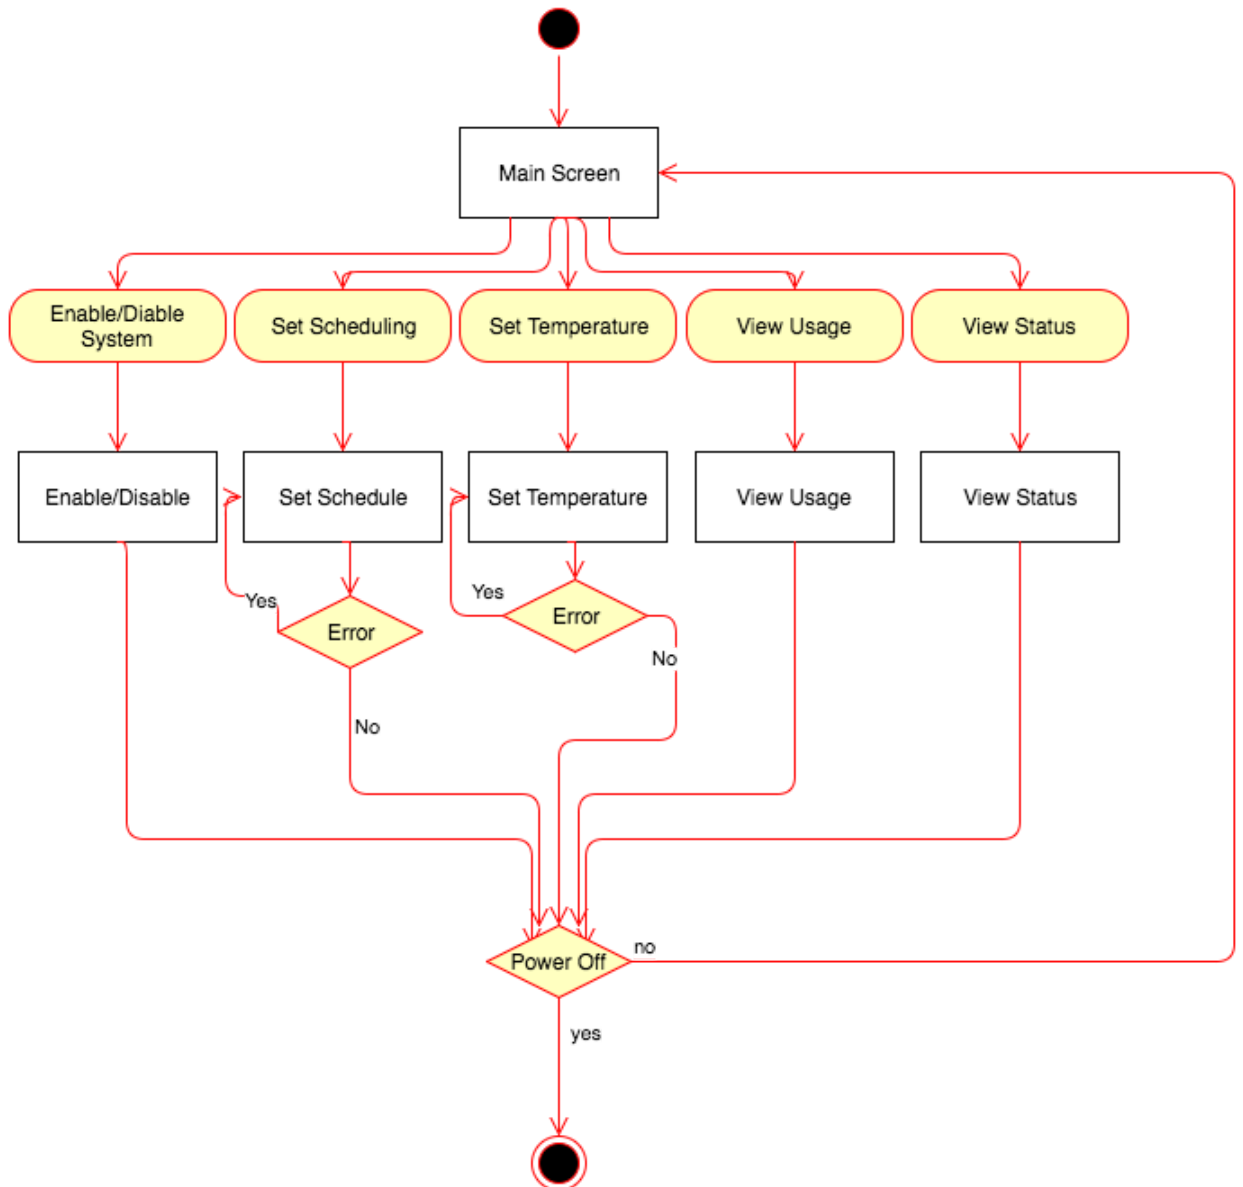 Main Screen
Enable/Diable
System
Set Scheduling
Set Temperature
View Usage
View Status
Enable/Disable
Set Schedule
Set Temperature
View Usage
View Status
Yes
Error
Yes
Error
No
No
Power Off
no
yes